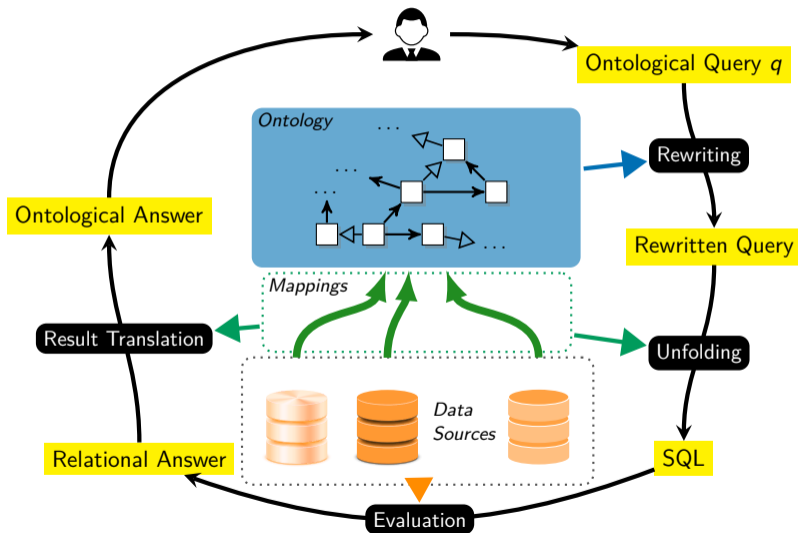 Ontological Query q
Ontology
...
Rewriting
...
...
Ontological Answer
Rewritten Query
...
Mappings
Result Translation
Unfolding
Data
Sources
Relational Answer
SQL
Evaluation